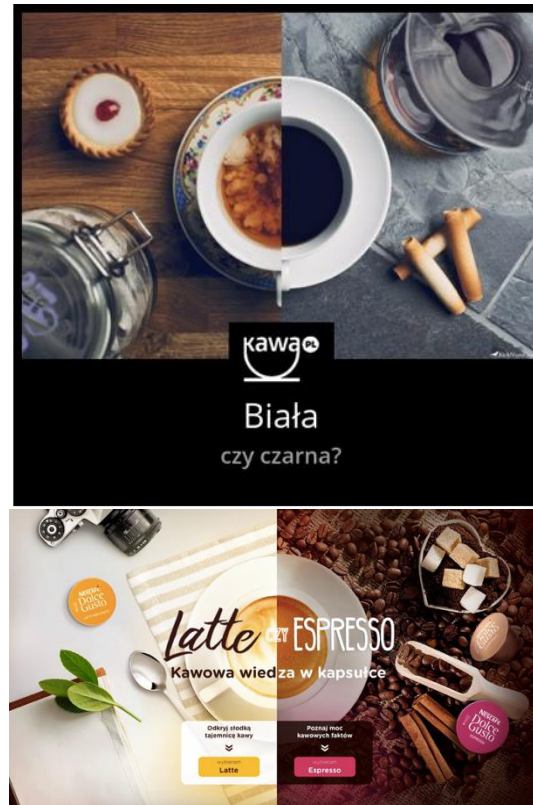 kawa PL
Biała
czy czarna?
Latte czy ESPRESSO
Kawowa wiedza w kapsułce
NESCAFÉ
Dolce
Gusto
Odkryj słodką
tajemnicę kawy
Latte
Poznaj moc
kawowych faktów
Espresso
NESCAFÉ
Dolce
Gusto